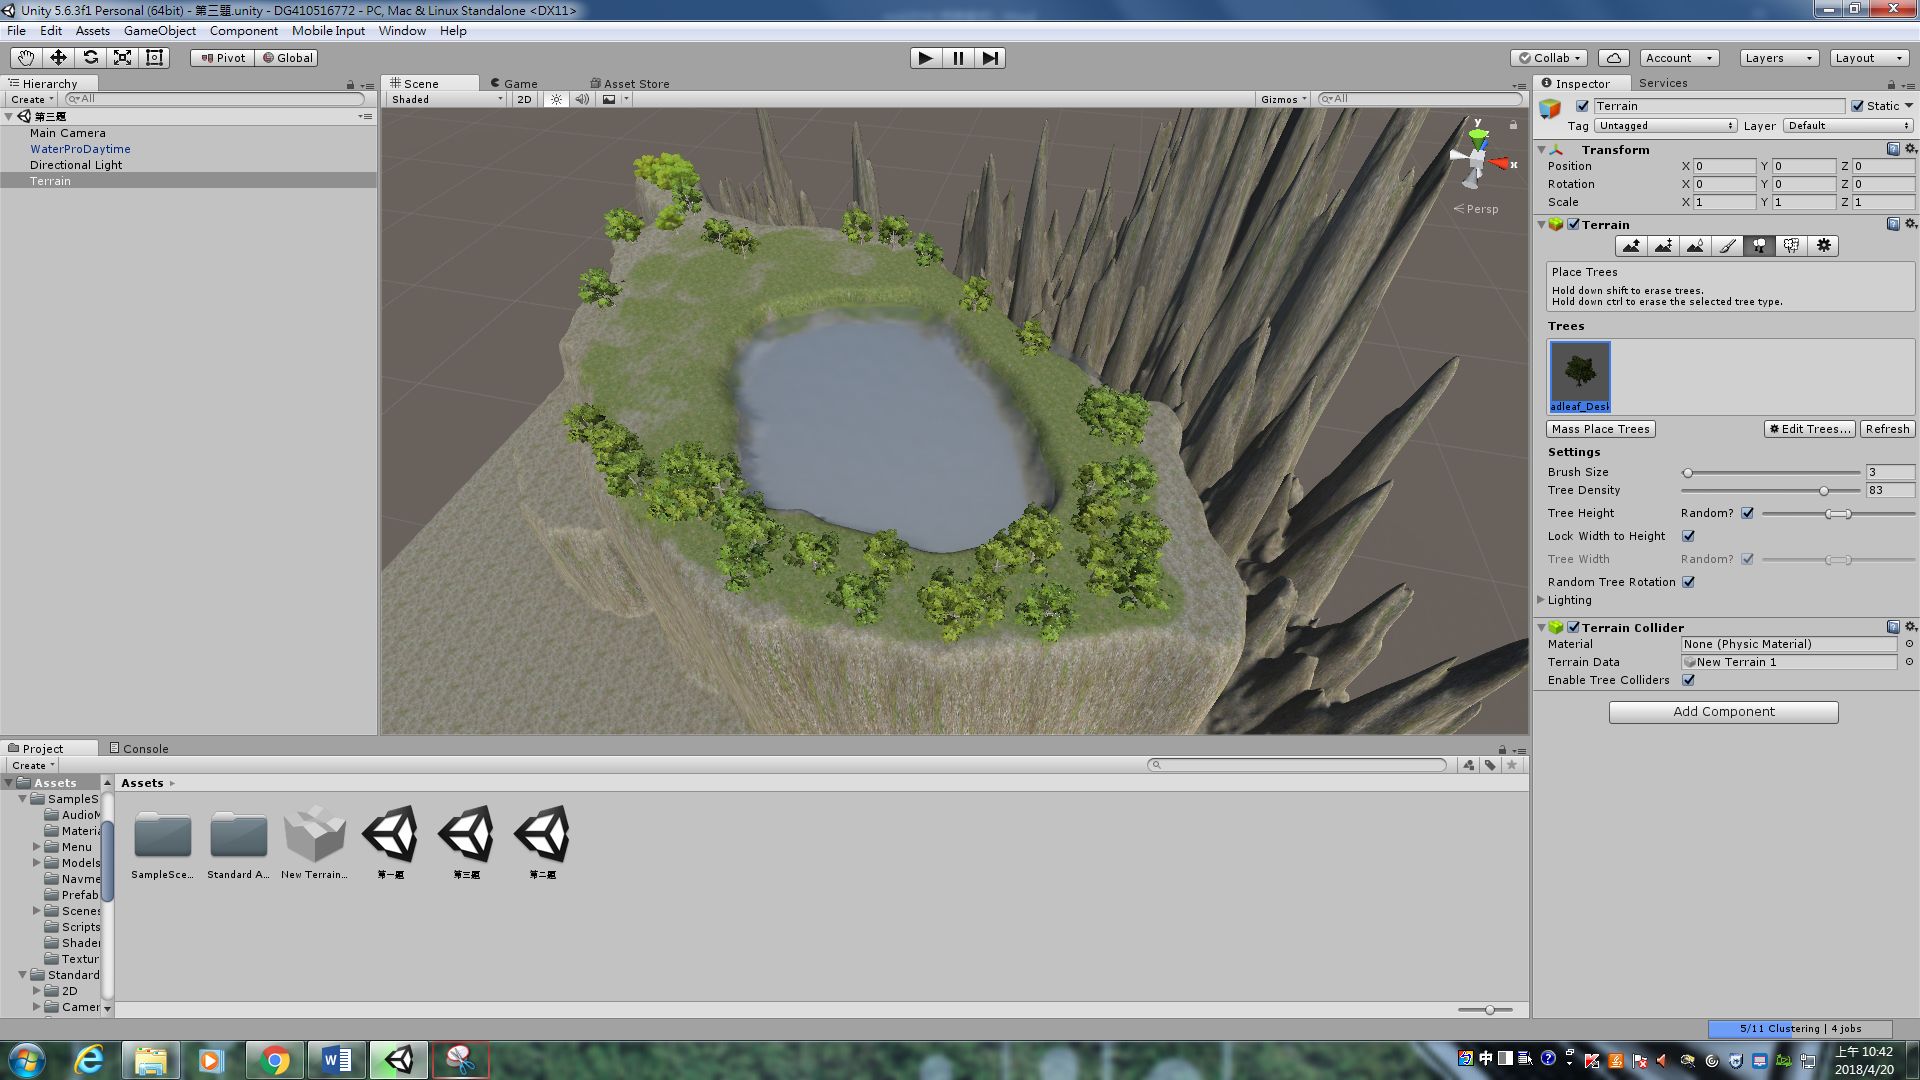 Unity 5.6.3f1 Personal (64bit) - 第三題.unity - DG410516772 - PC, Mac & Linux Standalone <DX11>
File Edit Assets GameObject Component Mobile Input Window Help
Pivot Global Collab Account Layers Layout
Hierarchy
Create All
第三題
Main Camera
WaterProDaytime
Directional Light
Terrain
Scene Game Asset Store
Shaded 2D Gizmos All
y
x
Persp
Inspector Services
Terrain Static
Tag Untagged Layer Default
Transform
Position X 0 Y 0 Z 0
Rotation X 0 Y 0 Z 0
Scale X 1 Y 1 Z 1
Terrain
Place Trees
Hold down shift to erase trees.
Hold down ctrl to erase the selected tree type.
Trees
adleaf_Desk
Mass Place Trees Edit Trees... Refresh
Settings
Brush Size 3
Tree Density 83
Tree Height Random?
Lock Width to Height
Tree Width Random?
Random Tree Rotation
Lighting
Terrain Collider
Material None (Physic Material)
Terrain Data New Terrain 1
Enable Tree Colliders
Add Component
Project Console
Create
Assets
SampleS
AudioM
Materia
Menu
Models
Navme
Prefab
Scenes
Scripts
Shader
Textur
Standard
2D
Camer
Assets
SampleSce... Standard A... New Terrain... 第一題 第三題 第二題
5/11 Clustering | 4 jobs
中
上午 10:42
2018/4/20